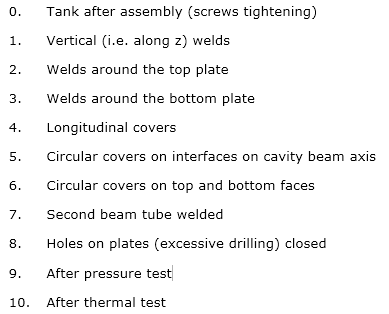 0. Tank after assembly (screws tightening)
1. Vertical (i.e. along z) welds
2. Welds around the top plate
3. Welds around the bottom plate
4. Longitudinal covers
5. Circular covers on interfaces on cavity beam axis
6. Circular covers on top and bottom faces
7. Second beam tube welded
8. Holes on plates (excessive drilling) closed
9. After pressure test
10. After thermal test